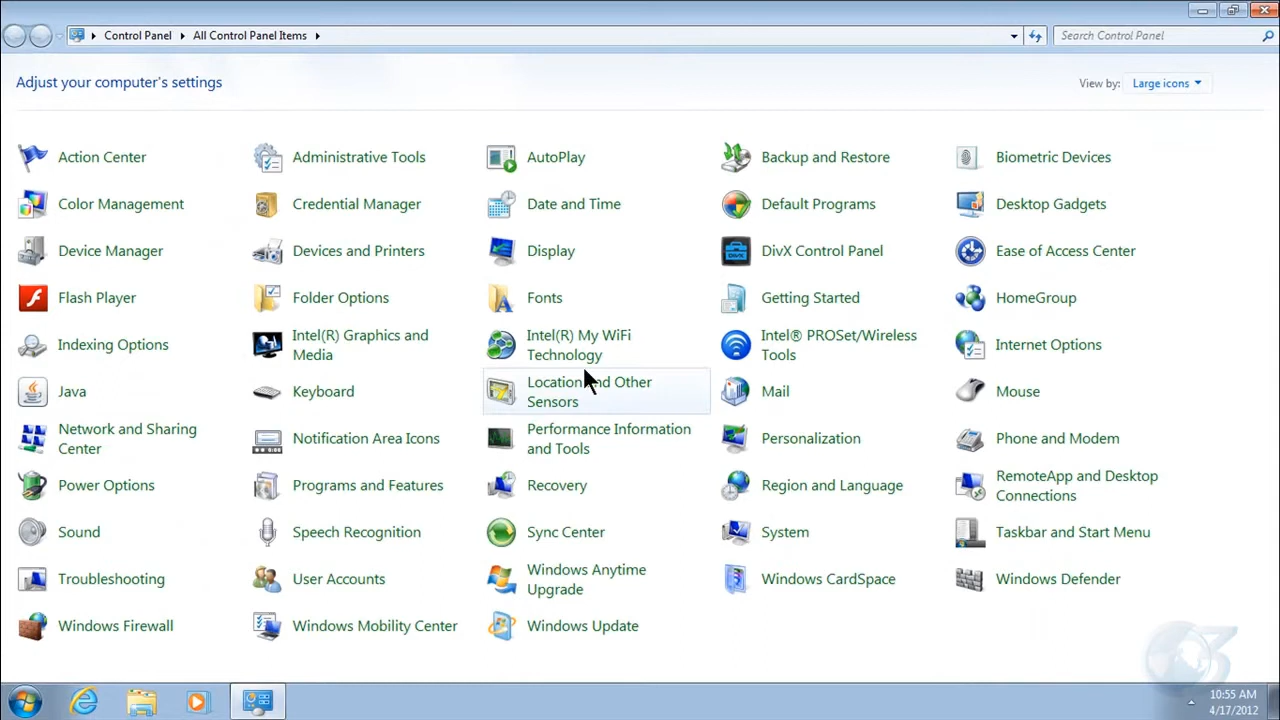 Control Panel All Control Panel Items
Search Control Panel
Adjust your computer's settings
View by: Large icons
Action Center
Administrative Tools
AutoPlay
Backup and Restore
Biometric Devices
Color Management
Credential Manager
Date and Time
Default Programs
Desktop Gadgets
Device Manager
Devices and Printers
Display
DivX Control Panel
Ease of Access Center
Flash Player
Folder Options
Fonts
Getting Started
HomeGroup
Indexing Options
Intel(R) Graphics and
Media
Intel(R) My WiFi
Technology
Intel® PROSet/Wireless
Tools
Internet Options
Java
Keyboard
Location and Other
Sensors
Mail
Mouse
Network and Sharing
Center
Notification Area Icons
Performance Information
and Tools
Personalization
Phone and Modem
Power Options
Programs and Features
Recovery
Region and Language
RemoteApp and Desktop
Connections
Sound
Speech Recognition
Sync Center
System
Taskbar and Start Menu
Troubleshooting
User Accounts
Windows Anytime
Upgrade
Windows CardSpace
Windows Defender
Windows Firewall
Windows Mobility Center
Windows Update
10:55 AM
4/17/2012